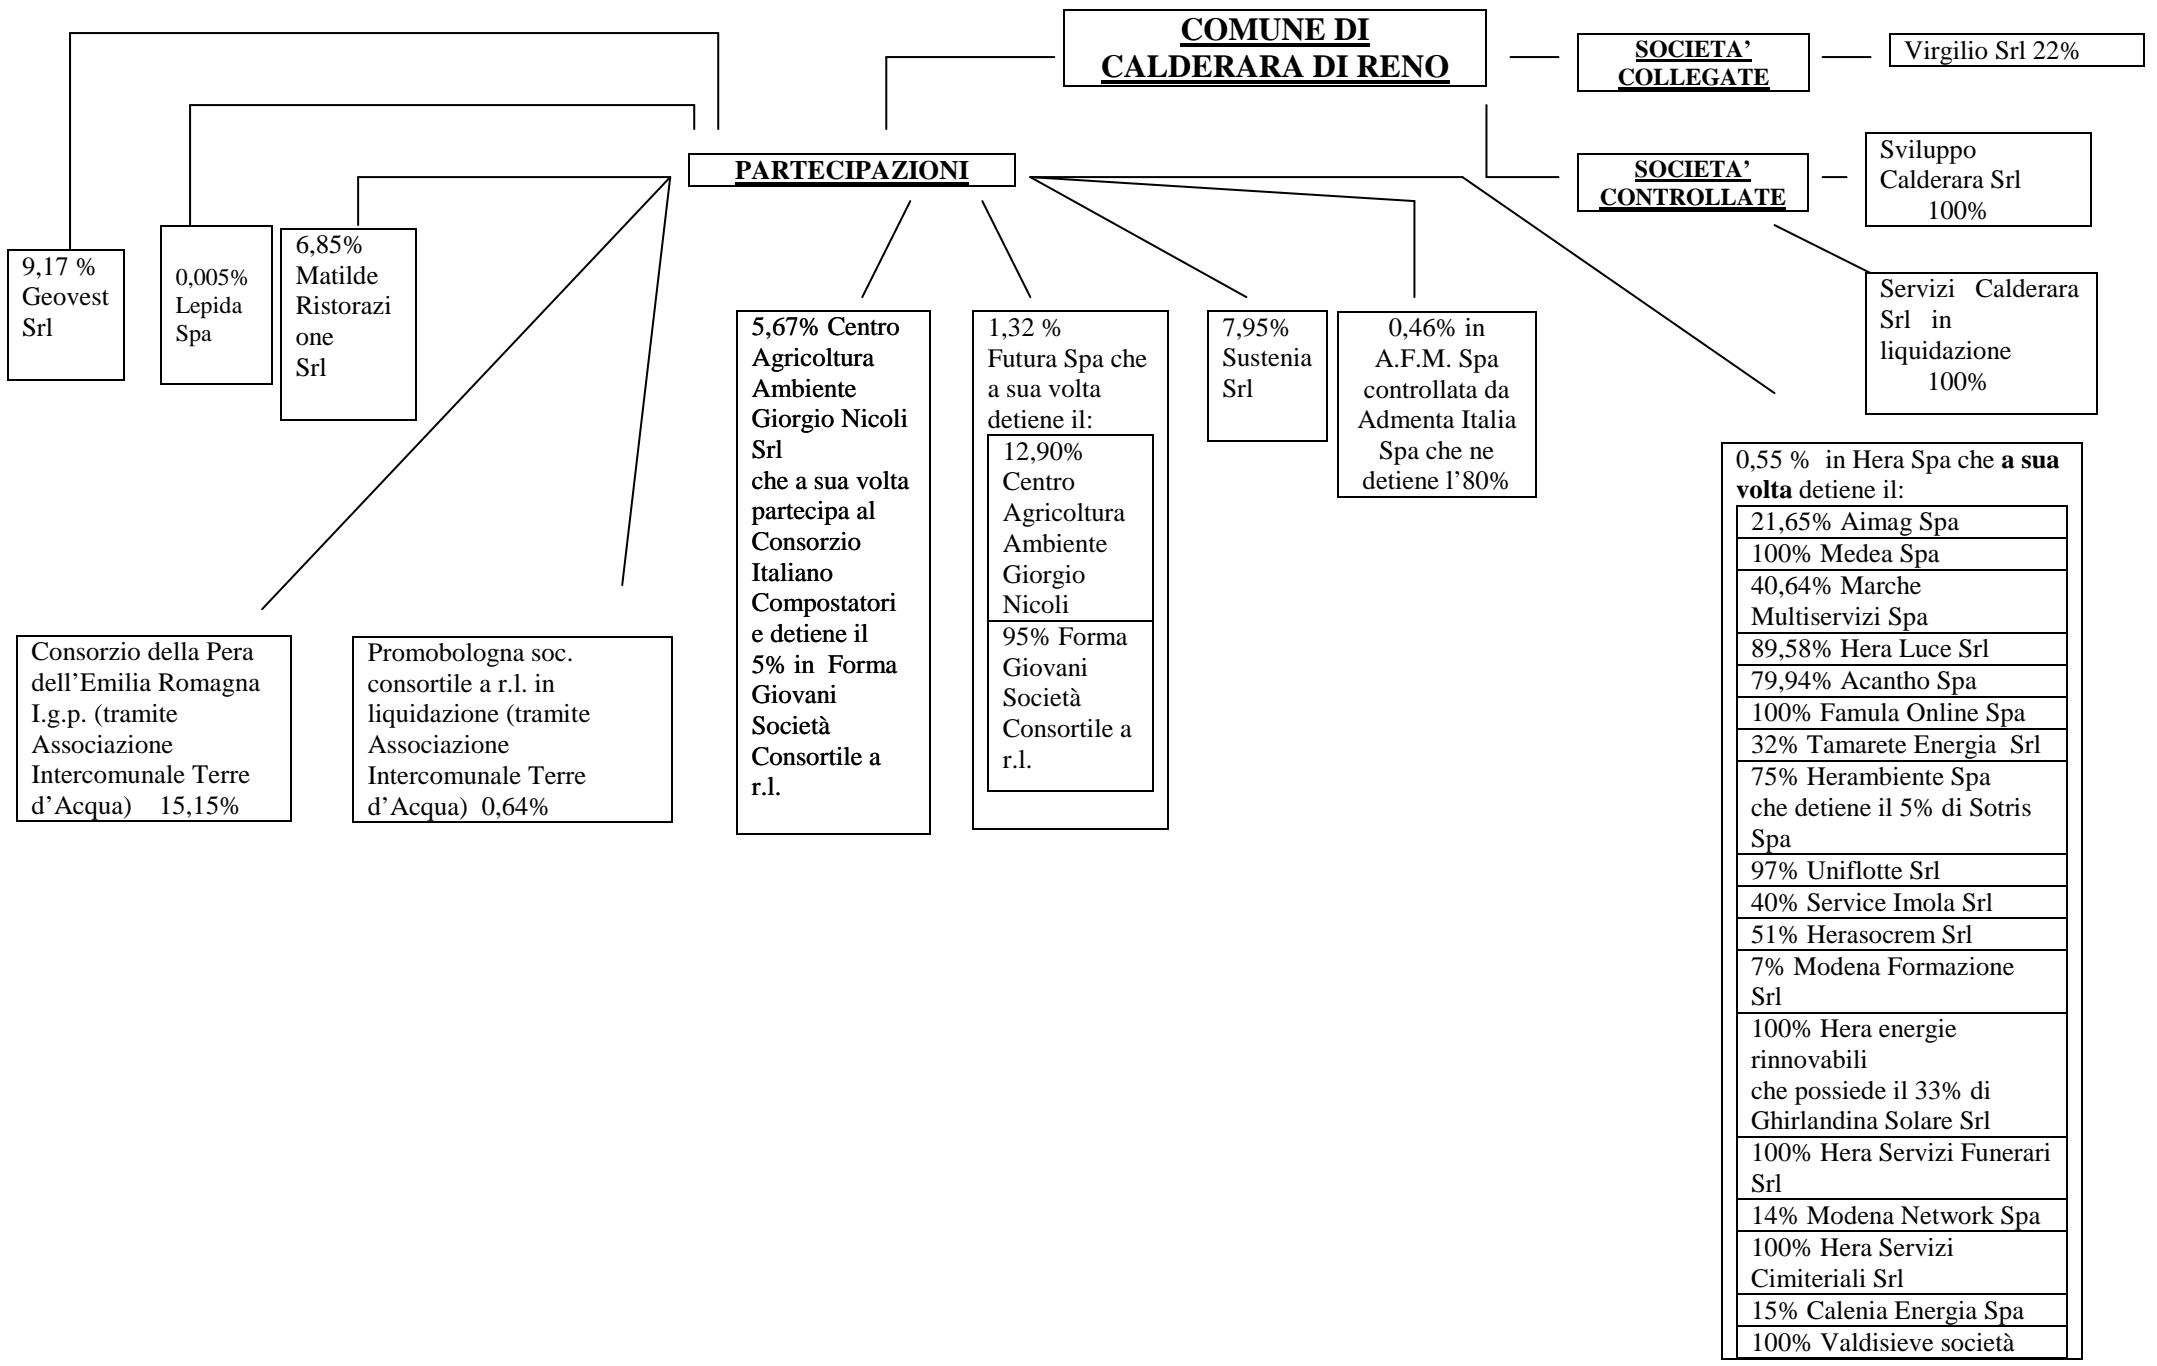 COMUNE DI
CALDERARA DI RENO
SOCIETA’
COLLEGATE
Virgilio Srl 22%
PARTECIPAZIONI
SOCIETA’
CONTROLLATE
Sviluppo
Calderara Srl
100%
Servizi Calderara
Srl in
liquidazione
100%
9,17 %
Geovest
Srl
0,005%
Lepida
Spa
6,85%
Matilde
Ristorazi
one
Srl
5,67% Centro
Agricoltura
Ambiente
Giorgio Nicoli
Srl
che a sua volta
partecipa al
Consorzio
Italiano
Compostatori
e detiene il
5% in Forma
Giovani
Società
Consortile a
r.l.
1,32 %
Futura Spa che
a sua volta
detiene il:
12,90%
Centro
Agricoltura
Ambiente
Giorgio
Nicoli
95% Forma
Giovani
Società
Consortile a
r.l.
7,95%
Sustenia
Srl
0,46% in
A.F.M. Spa
controllata da
Admenta Italia
Spa che ne
detiene l’80%
Consorzio della Pera
dell’Emilia Romagna
I.g.p. (tramite
Associazione
Intercomunale Terre
d’Acqua) 15,15%
Promobologna soc.
consortile a r.l. in
liquidazione (tramite
Associazione
Intercomunale Terre
d’Acqua) 0,64%
0,55 % in Hera Spa che a sua
volta detiene il:
21,65% Aimag Spa
100% Medea Spa
40,64% Marche
Multiservizi Spa
89,58% Hera Luce Srl
79,94% Acantho Spa
100% Famula Online Spa
32% Tamarete Energia Srl
75% Herambiente Spa
che detiene il 5% di Sotris
Spa
97% Uniflotte Srl
40% Service Imola Srl
51% Herasocrem Srl
7% Modena Formazione
Srl
100% Hera energie
rinnovabili
che possiede il 33% di
Ghirlandina Solare Srl
100% Hera Servizi Funerari
Srl
14% Modena Network Spa
100% Hera Servizi
Cimiteriali Srl
15% Calenia Energia Spa
100% Valdisieve società